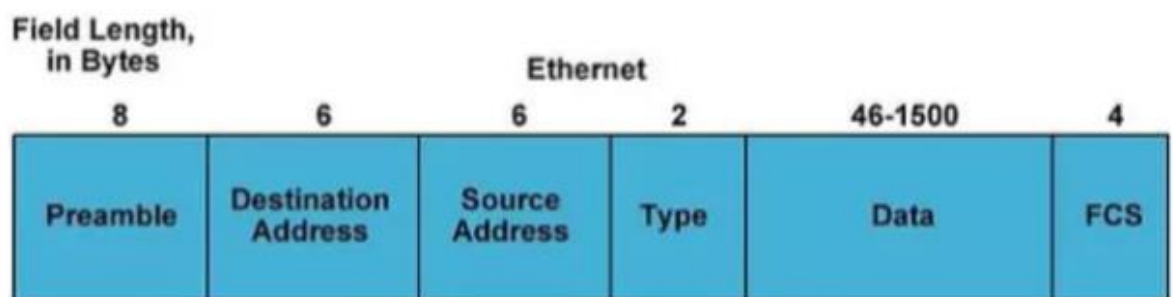 Field Length,
in Bytes
Ethernet
8 6 6 2 46-1500 4
Preamble
Destination
Address
Source
Address
Type
Data
FCS